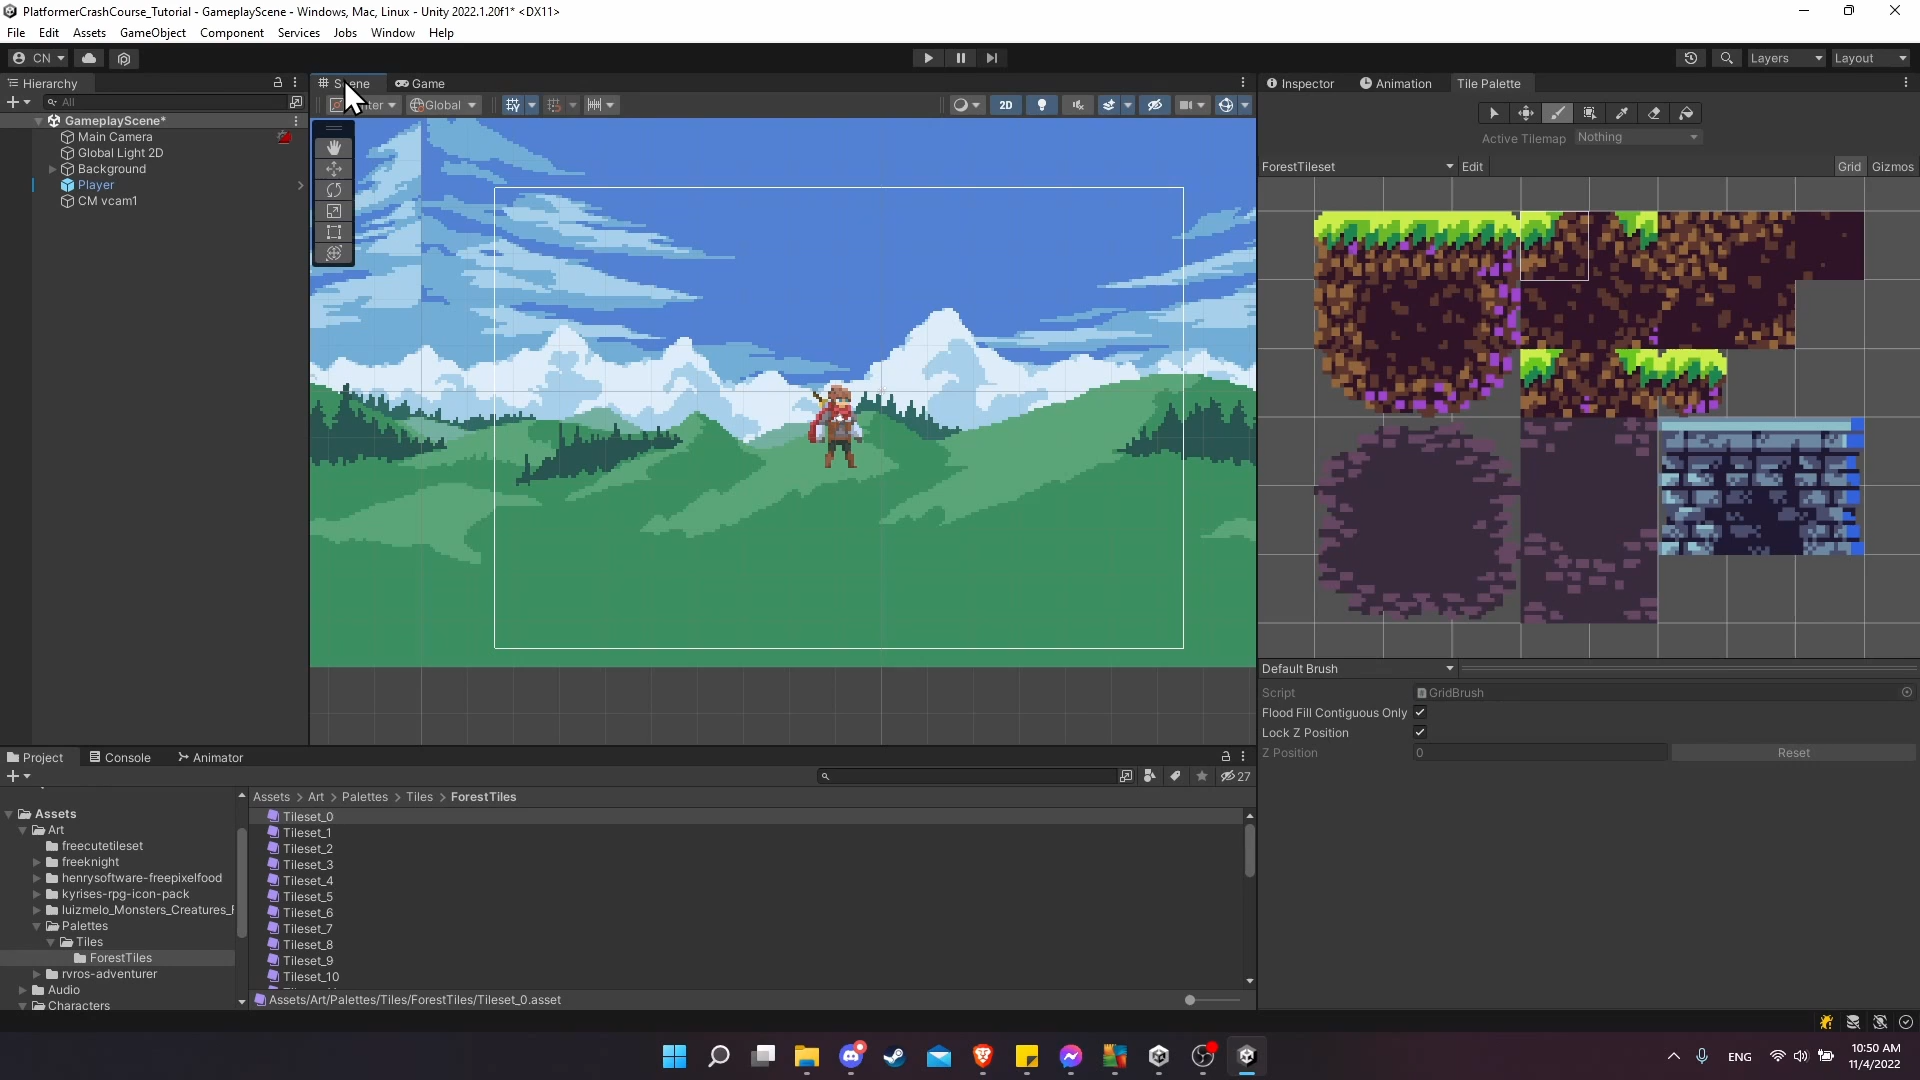 PlatformerCrashCourse_Tutorial - GameplayScene - Windows, Mac, Linux - Unity 2022.1.20f1* <DX11>
File Edit Assets GameObject Component Services Jobs Window Help
CN
Layers
Layout
Hierarchy
All
GameplayScene*
Main Camera
Global Light 2D
Background
Player
CM vcam1
Game
Global
2D
Inspector
Animation
Tile Palette
Active Tilemap Nothing
ForestTileset
Edit
Grid Gizmos
Default Brush
Script
GridBrush
Flood Fill Contiguous Only
Lock Z Position
Z Position
0
Reset
Project
Console
Animator
27
Assets
Art
freecutetileset
freeknight
henrysoftware-freepixelfood
kyrises-rpg-icon-pack
luizmelo_Monsters_Creatures_F
Palettes
Tiles
ForestTiles
rvros-adventurer
Audio
Characters
Assets > Art > Palettes > Tiles > ForestTiles
Tileset_0
Tileset_1
Tileset_2
Tileset_3
Tileset_4
Tileset_5
Tileset_6
Tileset_7
Tileset_8
Tileset_9
Tileset_10
Assets/Art/Palettes/Tiles/ForestTiles/Tileset_0.asset
ENG
10:50 AM
11/4/2022